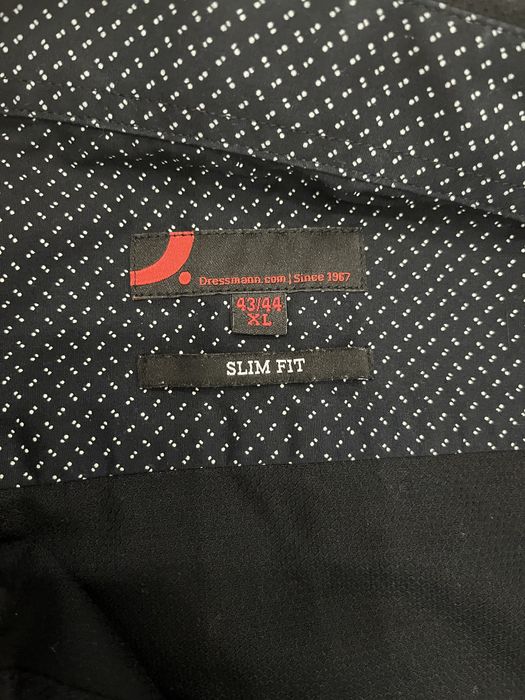 Dressmann.com | Since 1967
43/44
XL
SLIM FIT